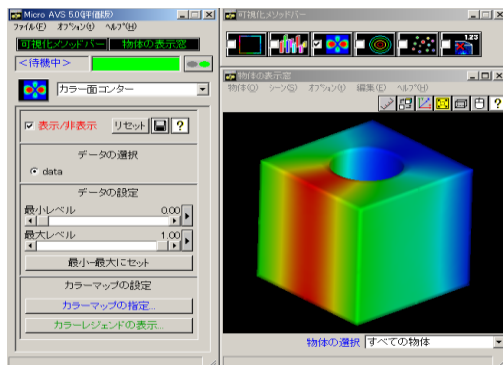 Micro AVS 5.0(評価版)
ファイル(E) オプション(I) ヘルプ(H)
可視化メソッドバー 物体の表示窓
<待機中>
カラー面コンター
表示/非表示 リセット ?
データの選択
data
データの設定
最小レベル 0.00
最大レベル 1.00
最小-最大にセット
カラーマップの設定
カラーマップの指定...
カラーレジェンドの表示...
可視化メソッドバー
1.23
物体の表示窓
物体(O) シーン(S) オプション(I) 編集(E) ヘルプ(H)
?
物体の選択 すべての物体